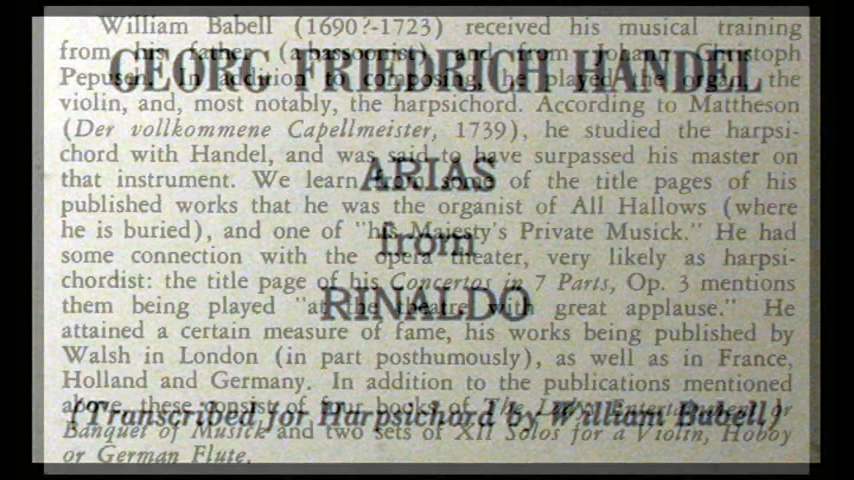 William Babell (1690?-1723) received his musical training
from his father (a bassoonist) and from Johann Christoph
GEORG FRIEDRICH HANDEL
Pepusch. In addition to composing, he played the organ, the
violin, and, most notably, the harpsichord. According to Mattheson
(Der vollkommene Capellmeister, 1739), he studied the harpsi-
chord with Handel, and was said to have surpassed his master on
ARIAS
that instrument. We learn from some of the title pages of his
published works that he was the organist of All Hallows (where
he is buried), and one of "his Majesty's Private Musick." He had
from
some connection with the opera theater, very likely as harpsi-
chordist: the title page of his Concertos in 7 Parts, Op. 3 mentions
them being played "at the theatre with great applause." He
RINALDO
attained a certain measure of fame, his works being published by
Walsh in London (in part posthumously), as well as in France,
Holland and Germany. In addition to the publications mentioned
above, these consist of four books of The Lady's Entertainment or
(Transcribed for Harpsichord by William Babell)
Banquet of Musick and two sets of XII Solos for a Violin, Hoboy
or German Flute.